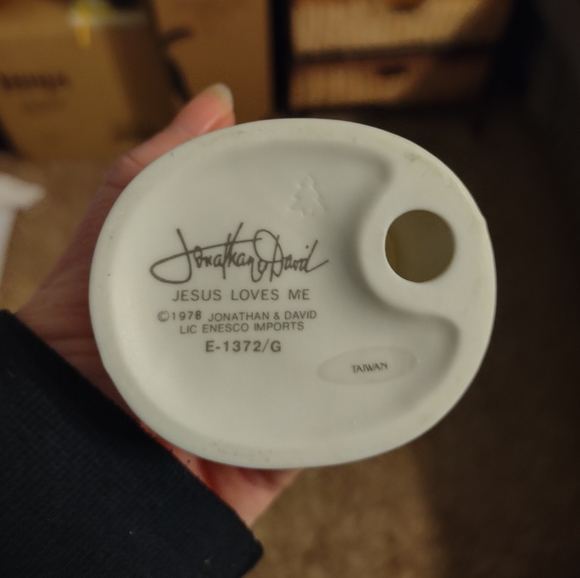 Jonathan & David
JESUS LOVES ME
©1978 JONATHAN & DAVID
LIC ENESCO IMPORTS
E-1372/G
TAIWAN